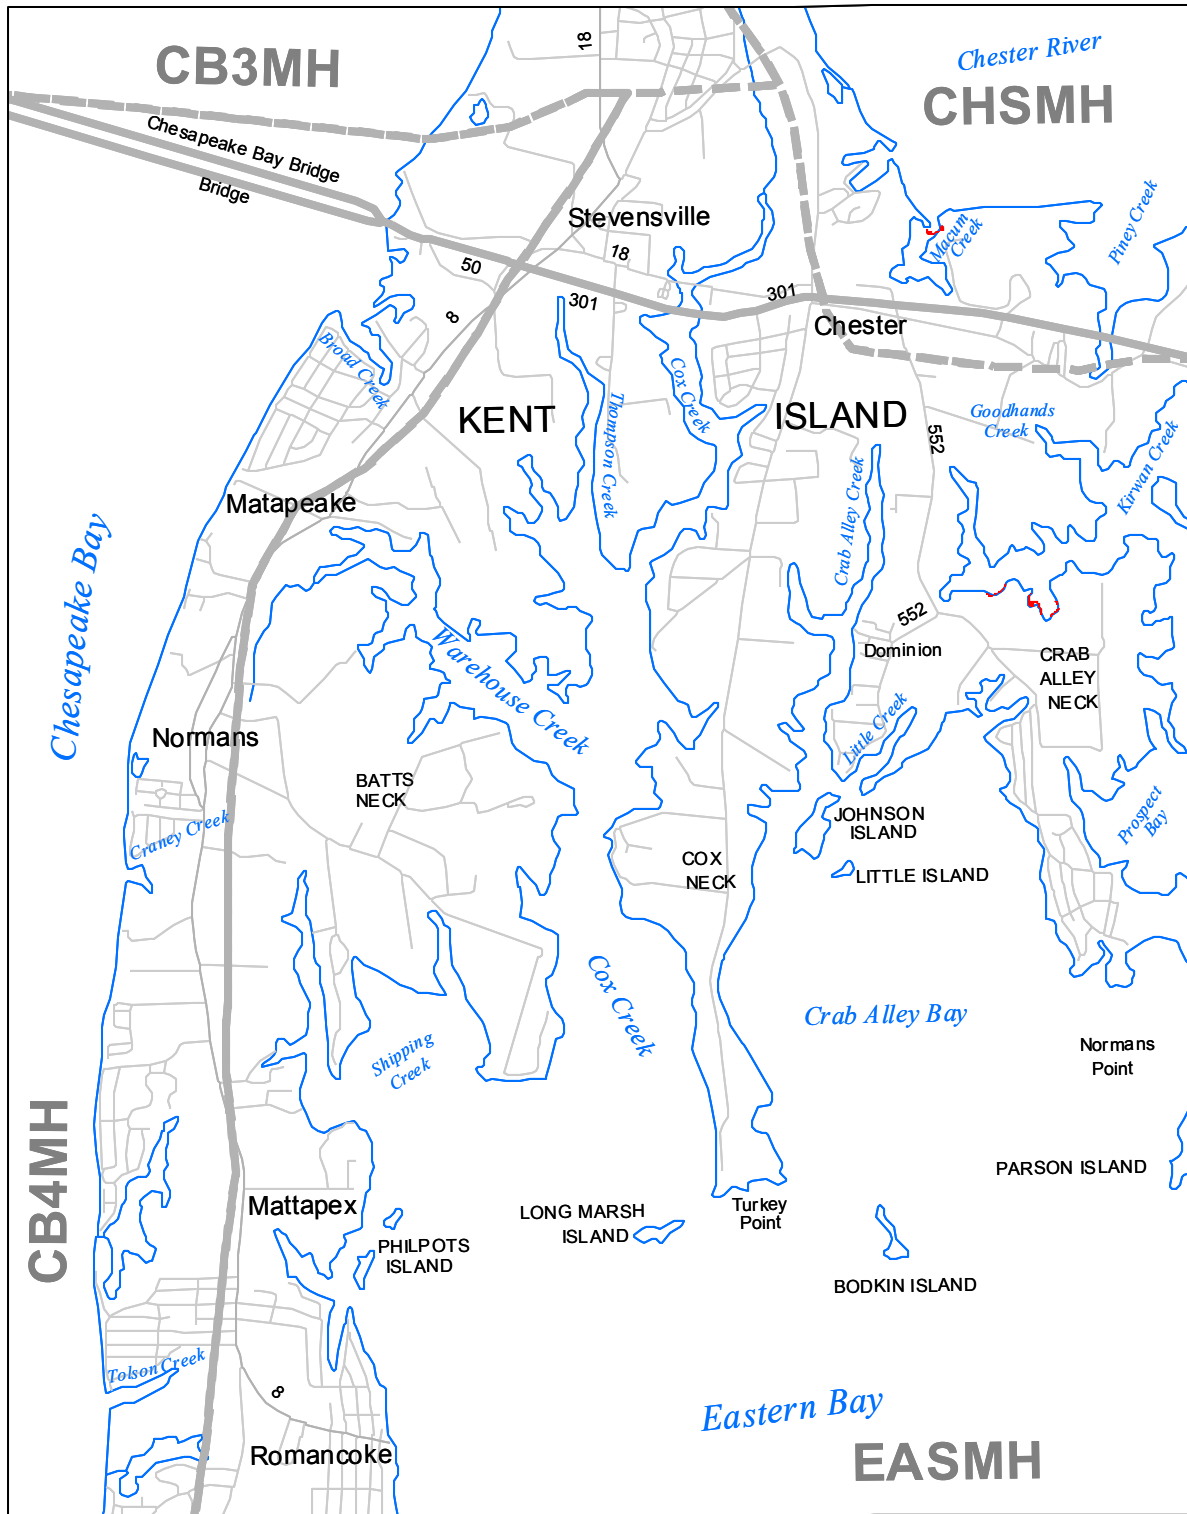 18
CB3MH
Chester River
CHSMH
Chesapeake Bay Bridge
Bridge
Stevensville
Macum
Creek
Piney Creek
18
50
301
301
8
Chester
Broad Creek
Cox Creek
Thompson Creek
KENT
ISLAND
Goodhands
Creek
552
Kirwan Creek
Crab Alley Creek
Matapeake
Chesapeake Bay
552
Dominion
CRAB
ALLEY
NECK
Warehouse Creek
Little Creek
Normans
BATTS
NECK
JOHNSON
ISLAND
Prospect
Bay
Craney Creek
COX
NECK
LITTLE ISLAND
Cox Creek
Crab Alley Bay
Shipping
Creek
Normans
Point
CB4MH
PARSON ISLAND
Mattapex
LONG MARSH
ISLAND
Turkey
Point
PHILPOTS
ISLAND
BODKIN ISLAND
Tolson Creek
8
Eastern Bay
Romancoke
EASMH